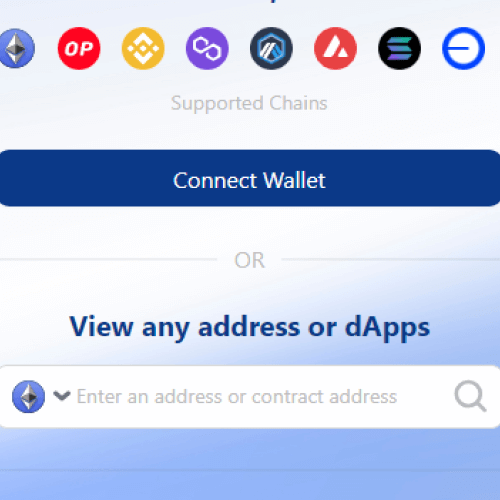 OP
Supported Chains
Connect Wallet
OR
View any address or dApps
Enter an address or contract address